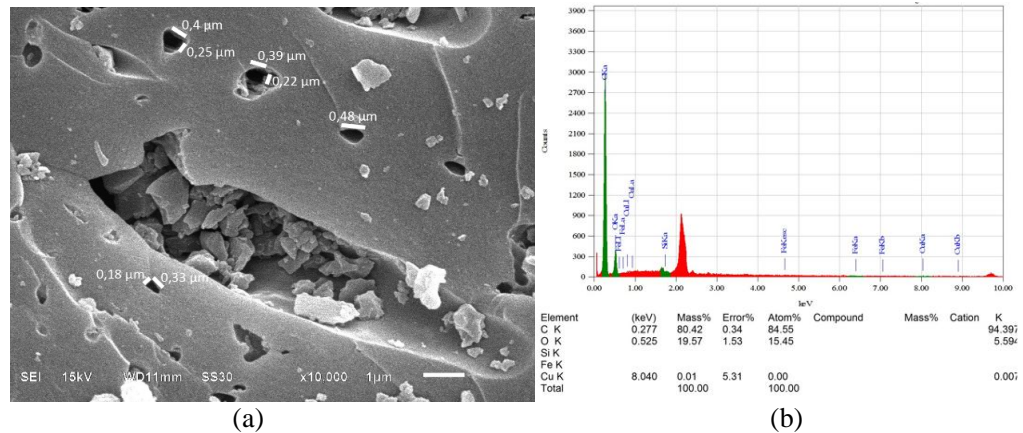 0,4 µm
0,25 µm
0,39 µm
0,22 µm
0,48 µm
0,18 µm 0,33 µm
SEI 15kV WD11mm SS30 x10.000 1µm
(a)
3900
3600
3300
3000
2700
2400
2100
1800
1500
1200
900
600
300
0
Counts
CKa
OKa
FeLl
FeLa
CuLl
CuLa
SiKa
FeKesc
FeKa
FeKb
CuKa
CuKb
0.00 1.00 2.00 3.00 4.00 5.00 6.00 7.00 8.00 9.00 10.00
keV
Element (keV) Mass% Error% Atom% Compound Mass% Cation K
C K 0.277 80.42 0.34 84.55 94.397
O K 0.525 19.57 1.53 15.45 5.594
Si K
Fe K
Cu K 8.040 0.01 5.31 0.00 0.007
Total 100.00 100.00
(b)